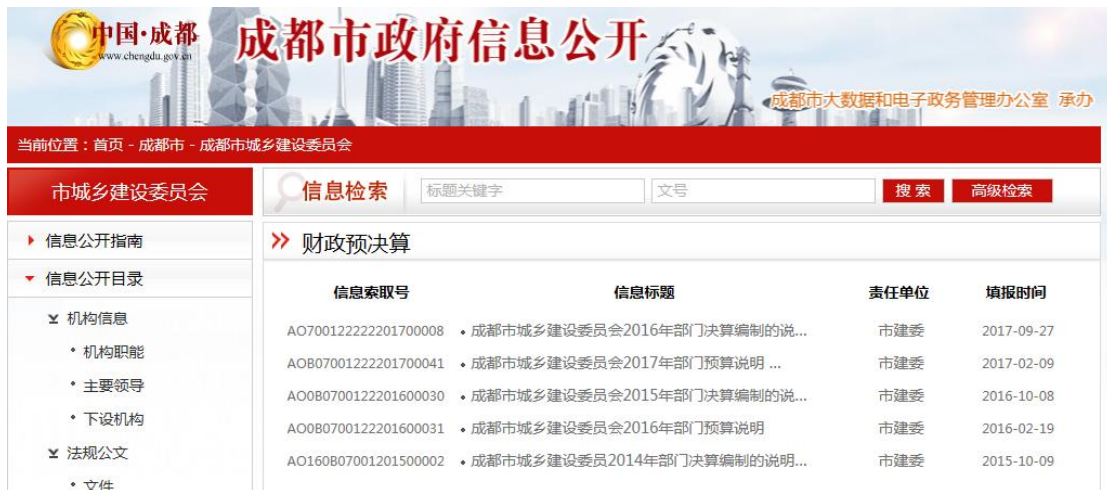 中国·成都
www.chengdu.gov.cn
成都市政府信息公开
成都市大数据和电子政务管理办公室 承办
当前位置：首页 - 成都市 - 成都市城乡建设委员会
市城乡建设委员会
信息检索 标题关键字 文号 搜索 高级检索
信息公开指南
财政预决算
信息公开目录
信息索取号 信息标题 责任单位 填报时间
机构信息
AO700122222201700008 成都市城乡建设委员会2016年部门决算编制的说... 市建委 2017-09-27
机构职能
AOB07001222201700041 成都市城乡建设委员会2017年部门预算说明 ... 市建委 2017-02-09
主要领导
AO0B0700122201600030 成都市城乡建设委员会2015年部门决算编制的说... 市建委 2016-10-08
下设机构
AO0B0700122201600031 成都市城乡建设委员会2016年部门预算说明 市建委 2016-02-19
法规公文
AO160B07001201500002 成都市城乡建设委员2014年部门决算编制的说明... 市建委 2015-10-09
文件